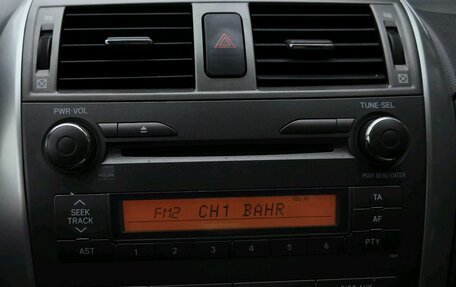 PWR·VOL
TUNE·SEL
PUSH MENU/ENTER
SEEK
TRACK
FM2 CH1 BAHR
TA
AF
AST
1 2 3 4 5 6
PTY